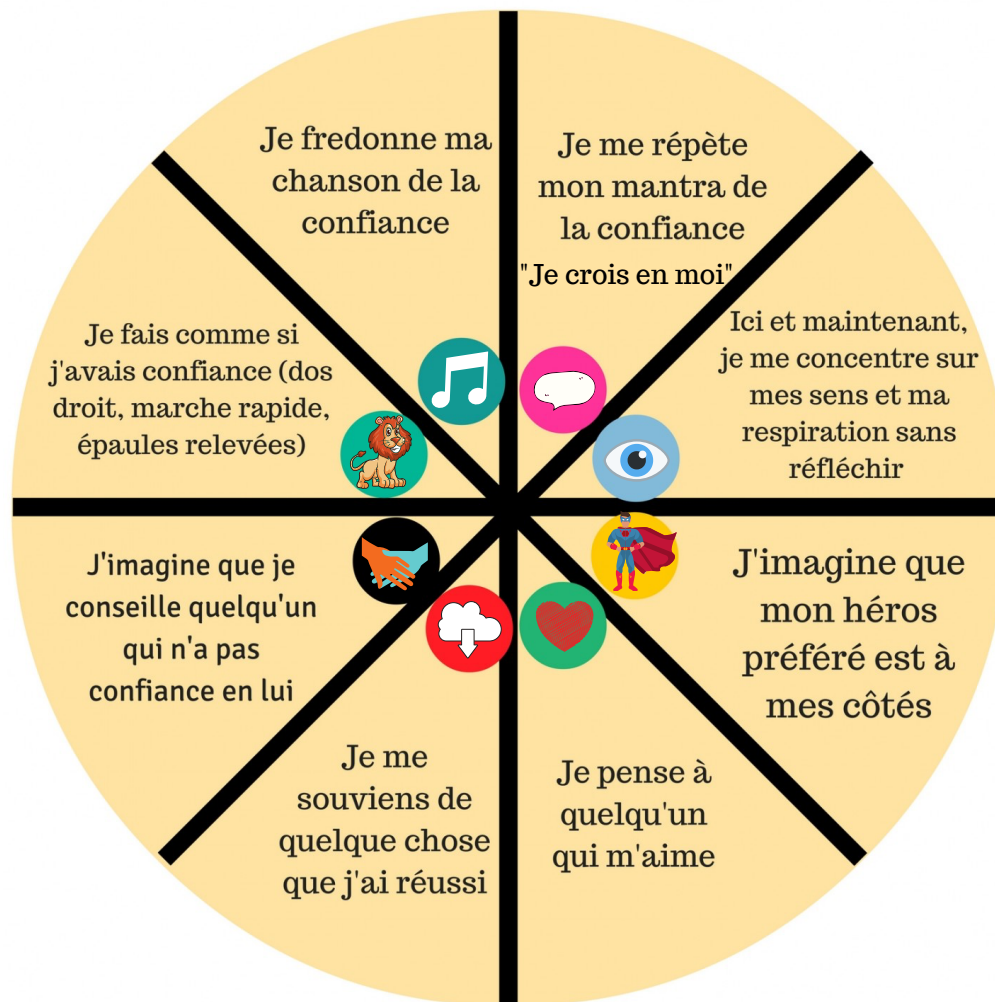 Je fredonne ma
chanson de la
confiance
Je me répète
mon mantra de
la confiance
"Je crois en moi"
Ici et maintenant,
je me concentre sur
mes sens et ma
respiration sans
réfléchir
J'imagine que
mon héros
préféré est à
mes côtés
Je pense à
quelqu'un
qui m'aime
Je me
souviens de
quelque chose
que j'ai réussi
J'imagine que je
conseille quelqu'un
qui n'a pas
confiance en lui
Je fais comme si
j'avais confiance (dos
droit, marche rapide,
épaules relevées)